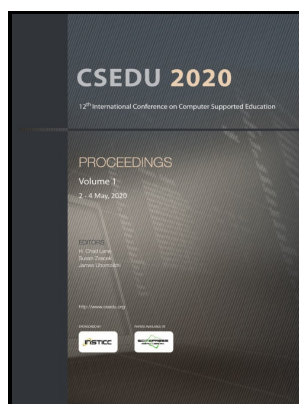 CSEDU 2020
12th International Conference on Computer Supported Education
PROCEEDINGS
Volume 1
2 - 4 May, 2020
EDITORS
H. Chad Lane
Susan Zvacek
James Uhomoibhi
http://www.csedu.org
INSTICC
SCITEPRESS